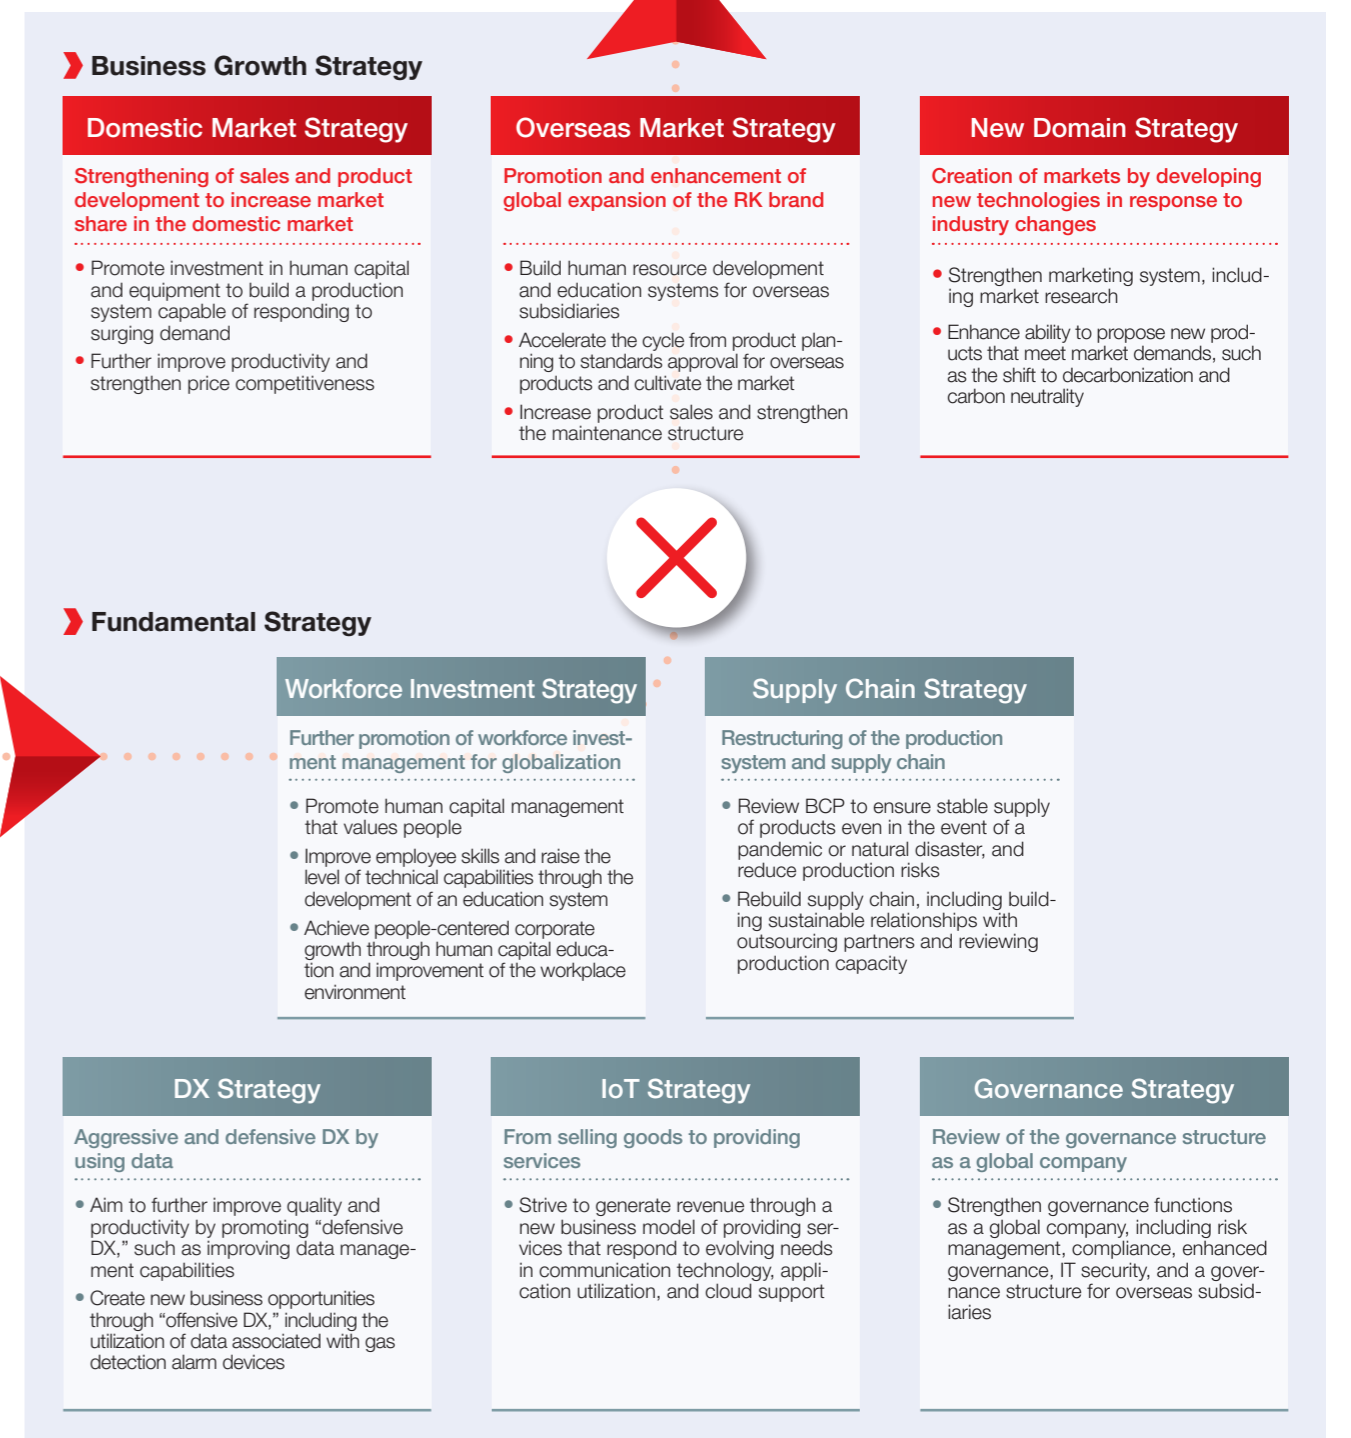 Business Growth Strategy
Domestic Market Strategy
Strengthening of sales and product
development to increase market
share in the domestic market
• Promote investment in human capital
and equipment to build a production
system capable of responding to
surging demand
• Further improve productivity and
strengthen price competitiveness
Overseas Market Strategy
Promotion and enhancement of
global expansion of the RK brand
• Build human resource development
and education systems for overseas
subsidiaries
• Accelerate the cycle from product plan-
ning to standards approval for overseas
products and cultivate the market
• Increase product sales and strengthen
the maintenance structure
New Domain Strategy
Creation of markets by developing
new technologies in response to
industry changes
• Strengthen marketing system, includ-
ing market research
• Enhance ability to propose new prod-
ucts that meet market demands, such
as the shift to decarbonization and
carbon neutrality
Fundamental Strategy
Workforce Investment Strategy
Further promotion of workforce invest-
ment management for globalization
• Promote human capital management
that values people
• Improve employee skills and raise the
level of technical capabilities through the
development of an education system
• Achieve people-centered corporate
growth through human capital educa-
tion and improvement of the workplace
environment
Supply Chain Strategy
Restructuring of the production
system and supply chain
• Review BCP to ensure stable supply
of products even in the event of a
pandemic or natural disaster, and
reduce production risks
• Rebuild supply chain, including build-
ing sustainable relationships with
outsourcing partners and reviewing
production capacity
DX Strategy
Aggressive and defensive DX by
using data
• Aim to further improve quality and
productivity by promoting “defensive
DX,” such as improving data manage-
ment capabilities
• Create new business opportunities
through “offensive DX,” including the
utilization of data associated with gas
detection alarm devices
IoT Strategy
From selling goods to providing
services
• Strive to generate revenue through a
new business model of providing ser-
vices that respond to evolving needs
in communication technology, appli-
cation utilization, and cloud support
Governance Strategy
Review of the governance structure
as a global company
• Strengthen governance functions
as a global company, including risk
management, compliance, enhanced
governance, IT security, and a gover-
nance structure for overseas subsid-
iaries